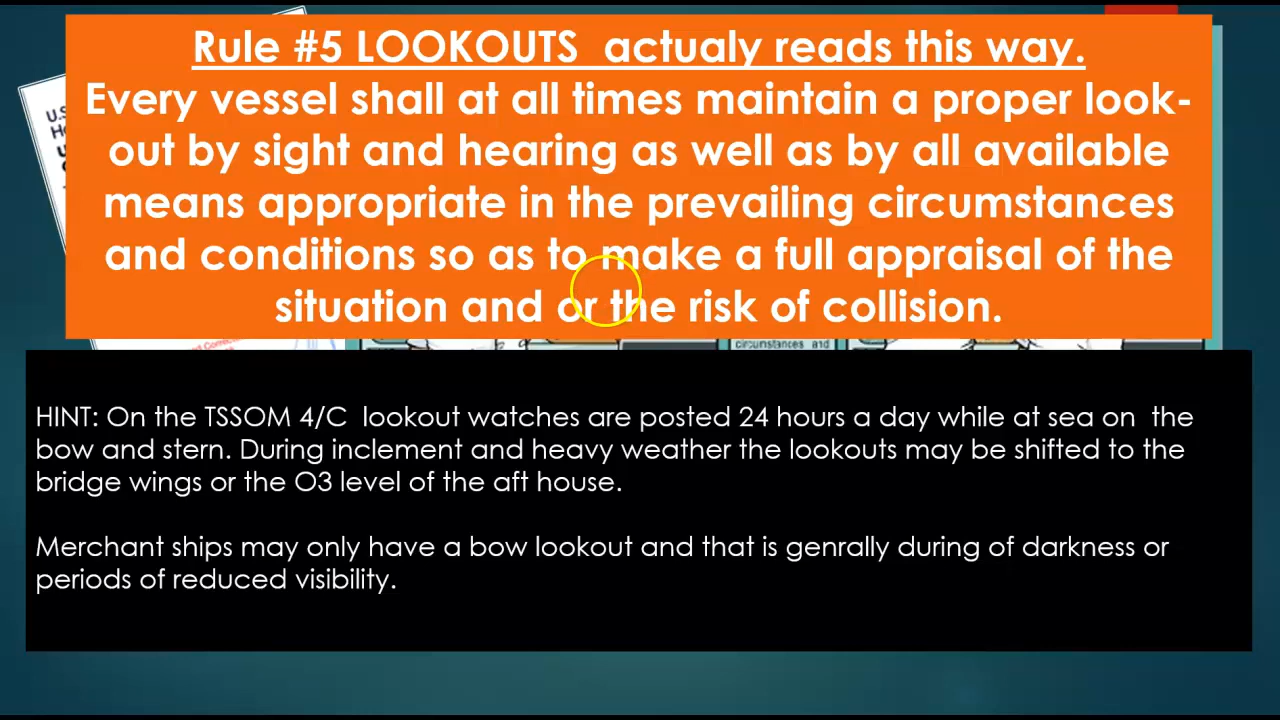 Rule #5 LOOKOUTS actualy reads this way.
Every vessel shall at all times maintain a proper look-
out by sight and hearing as well as by all available
means appropriate in the prevailing circumstances
and conditions so as to make a full appraisal of the
situation and or the risk of collision.
U.S
circumstances and
HINT: On the TSSOM 4/C lookout watches are posted 24 hours a day while at sea on the
bow and stern. During inclement and heavy weather the lookouts may be shifted to the
bridge wings or the O3 level of the aft house.
Merchant ships may only have a bow lookout and that is genrally during of darkness or
periods of reduced visibility.